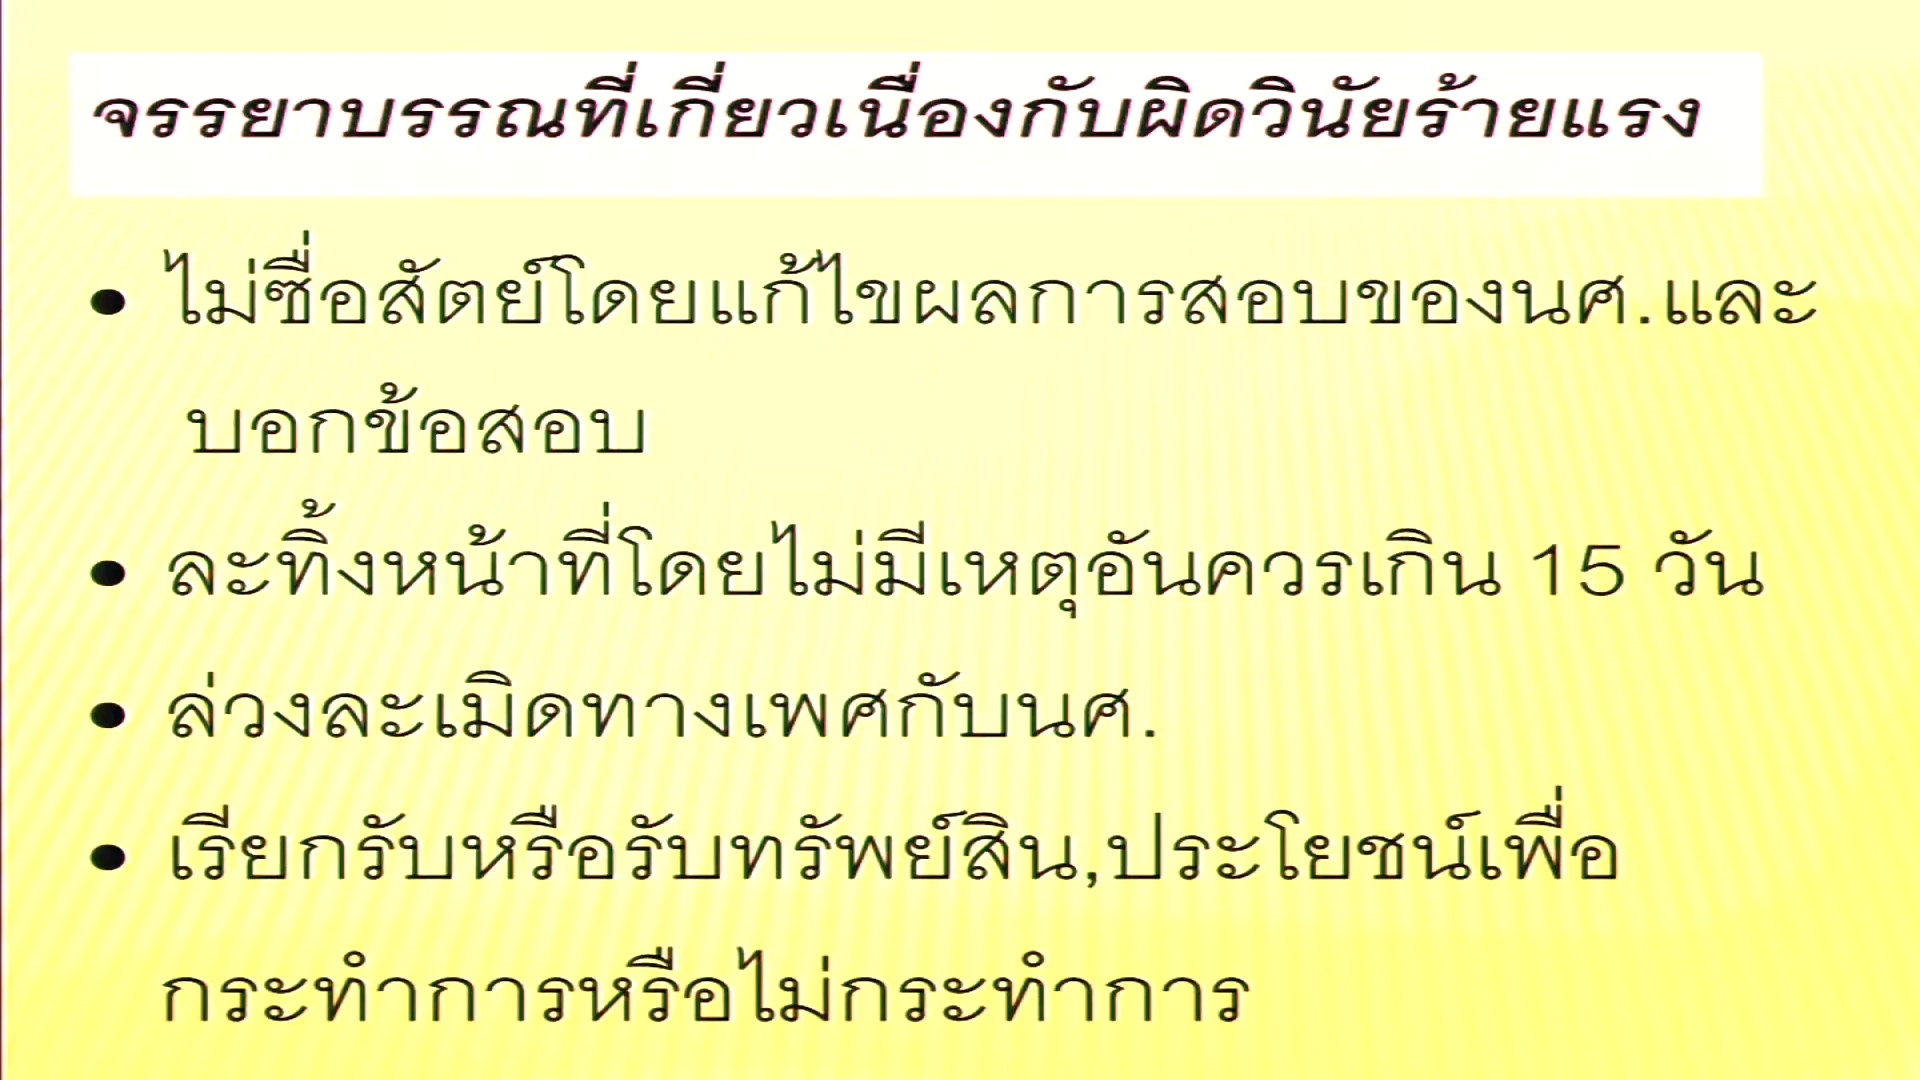 จรรยาบรรณที่เกี่ยวเนื่องกับผิดวินัยร้ายแรง
• ไม่ซื่อสัตย์โดยแก้ไขผลการสอบของนศ.และ
บอกข้อสอบ
• ละทิ้งหน้าที่โดยไม่มีเหตุอันควรเกิน 15 วัน
• ล่วงละเมิดทางเพศกับนศ.
• เรียกรับหรือรับทรัพย์สิน,ประโยชน์เพื่อ
กระทำการหรือไม่กระทำการ